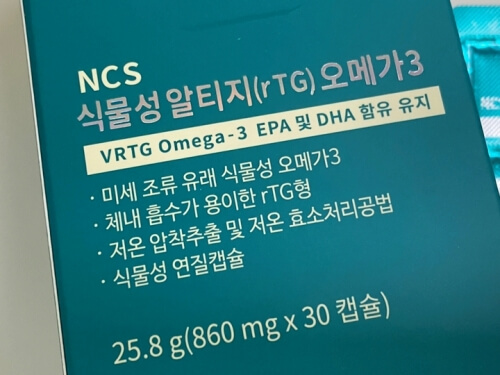 NCS
식물성 알티지(rTG) 오메가3
VRTG Omega-3 EPA 및 DHA 함유 유지
· 미세 조류 유래 식물성 오메가3
· 체내 흡수가 용이한 rTG형
· 저온 압착추출 및 저온 효소처리공법
· 식물성 연질캡슐
25.8 g(860 mg x 30 캡슐)